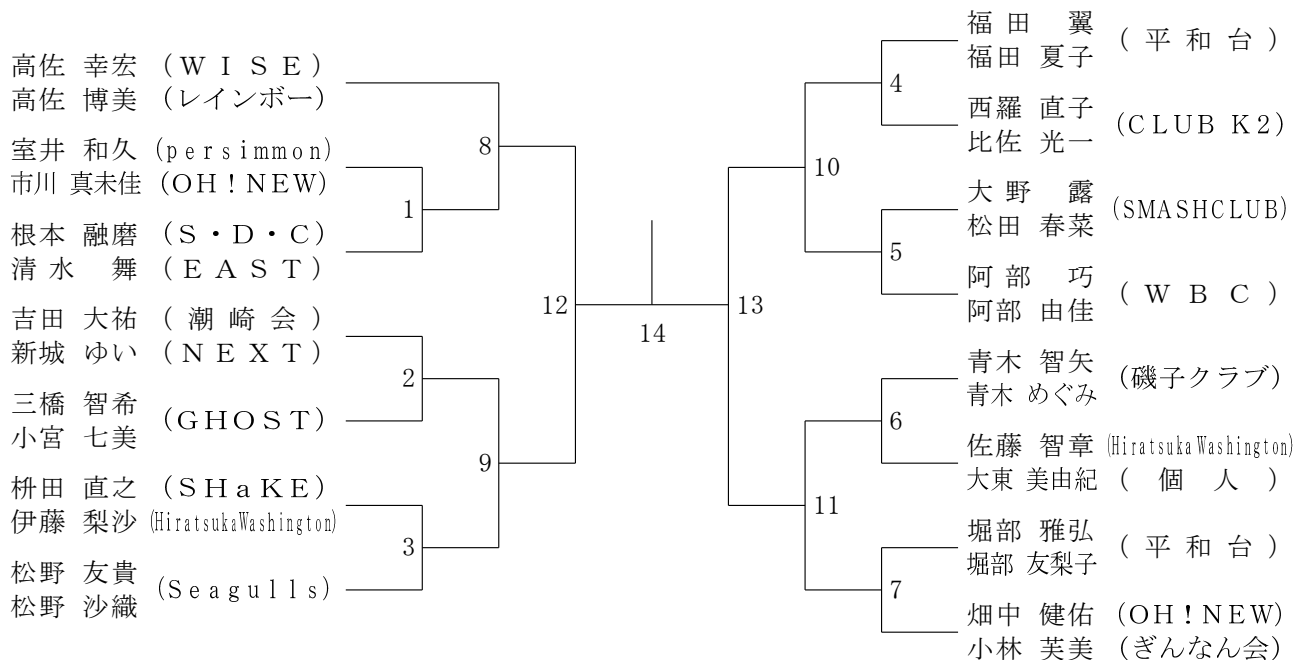 高佐 幸宏 (ＷＩＳＥ)
高佐 博美 (レインボー)
室井 和久 (persimmon)
市川 真未佳 (OH!NEW)
1
8
根本 融磨 (Ｓ・Ｄ・Ｃ)
清水 舞 (ＥＡＳＴ)
吉田 大祐 (潮崎会)
新城 ゆい (ＮＥＸＴ)
2
三橋 智希
小宮 七美
(GHOST)
9
枡田 直之 (SHaKE)
伊藤 梨沙 (HiratsukaWashington)
3
松野 友貴
松野 沙織
(Seagulls)
12
14
13
福田 翼
福田 夏子
(平和台)
4
西羅 直子
比佐 光一
(CLUB K2)
10
大野 露
松田 春菜
(SMASHCLUB)
5
阿部 巧
阿部 由佳
(ＷＢＣ)
青木 智矢
青木 めぐみ
(磯子クラブ)
6
佐藤 智章 (Hiratsuka Washington)
大東 美由紀 (個人)
11
堀部 雅弘
堀部 友梨子
(平和台)
7
畑中 健佑 (OH!NEW)
小林 芙美 (ぎんなん会)